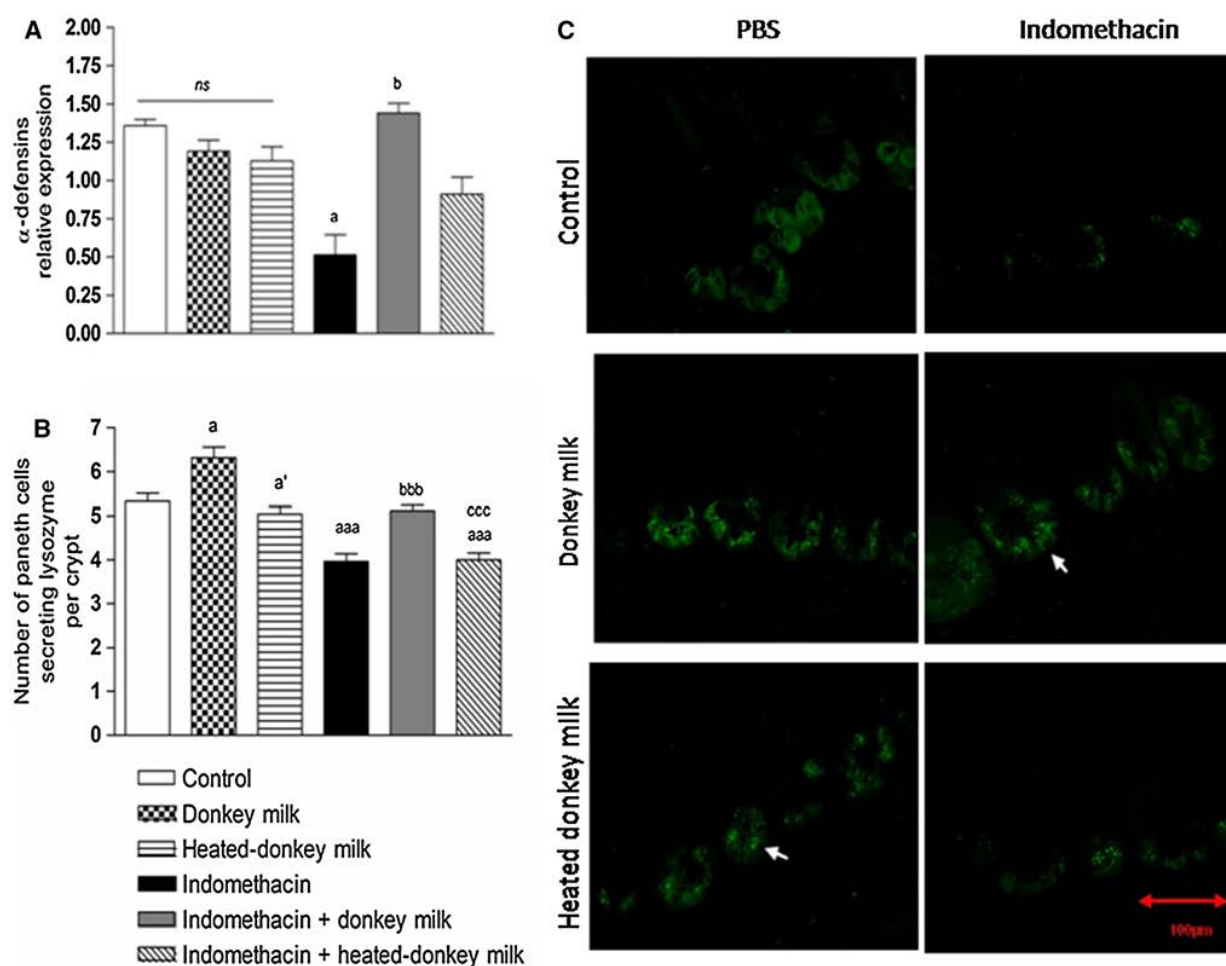 A
α-defensins
relative expression
2.00
1.75
1.50
1.25
1.00
0.75
0.50
0.25
0.00
ns
a
b
B
Number of paneth cells
secreting lysozyme
per crypt
7
6
5
4
3
2
1
0
a
a'
aaa
bbb
ccc
aaa
Control
Donkey milk
Heated-donkey milk
Indomethacin
Indomethacin + donkey milk
Indomethacin + heated-donkey milk
C
PBS
Indomethacin
Control
Donkey milk
Heated donkey milk
100µm